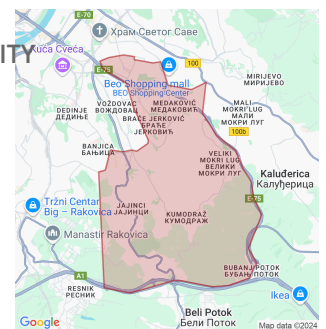 E-70
Храм Светог Саве
ITY
Kuća Cveća
E-75
100
Beo Shopping mall
BEO Shopping Center
MIRIJEVO
МИРИЈЕВО
VOŽDOVAC
ВОЖДОВАЦ
MEDAKOVIĆ
МЕДАКОВИЋ
DEDINJE
ДЕДИЊЕ
BRAĆE JERKOVIĆ
БРАЋЕ
ЈЕРКОВИЋ
MALI
MOKRI LUG
МАЛИ
МОКРИ ЛУГ
100b
BANJICA
БАЊИЦА
VELIKI
MOKRI LUG
ВЕЛИКИ
МОКРИ ЛУГ
Kaluđerica
Калуђерица
E-75
Tržni Centar
Big – Rakovica
JAJINCI
ЈАЈИНЦИ
KUMODRAŽ
КУМОДРАЖ
Manastir Rakovica
A1
BUBANJ POTOK
БУБАЊ ПОТОК
RESNIK
РЕСНИК
Ikea
Beli Potok
Бели Поток
Google
Map data ©2024